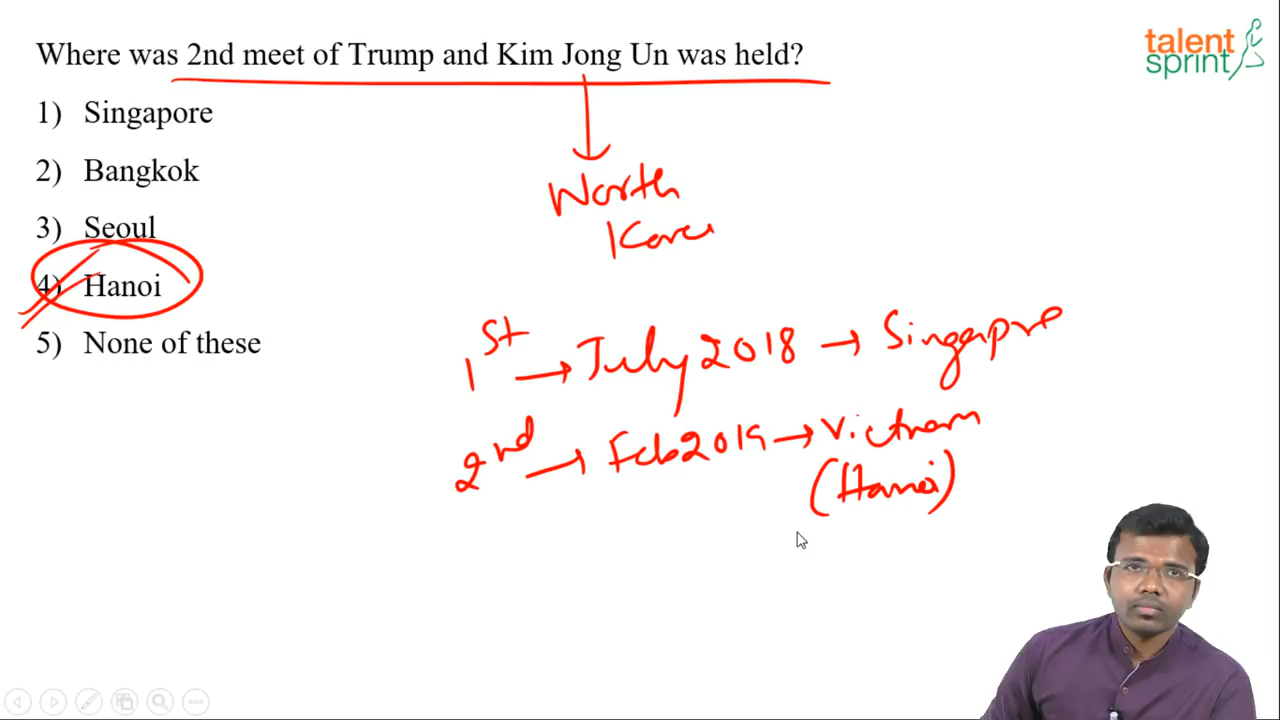 Where was 2nd meet of Trump and Kim Jong Un was held?
talent
sprint
1) Singapore
2) Bangkok
3) Seoul
4) Hanoi
5) None of these
North
Korea
1st → July 2018 → Singapore
2nd → Feb 2019 → Vietnam
(Hanoi)